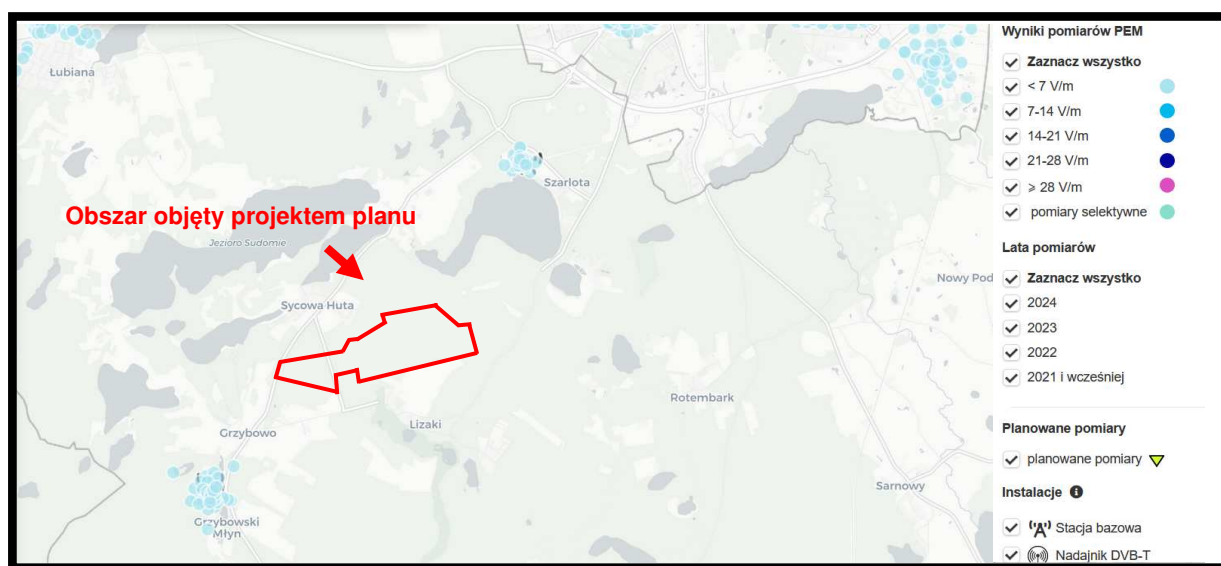 Łubiana
Szarlota
Obszar objęty projektem planu
Jezioro Sudomie
Nowy Pod
Sycowa Huta
Rotembark
Lizaki
Grzybowo
Sarnowy
Grzybowski
Młyn
Wyniki pomiarów PEM
Zaznacz wszystko
< 7 V/m
7-14 V/m
14-21 V/m
21-28 V/m
⩾ 28 V/m
pomiary selektywne
Lata pomiarów
Zaznacz wszystko
2024
2023
2022
2021 i wcześniej
Planowane pomiary
planowane pomiary
Instalacje
Stacja bazowa
Nadajnik DVB-T